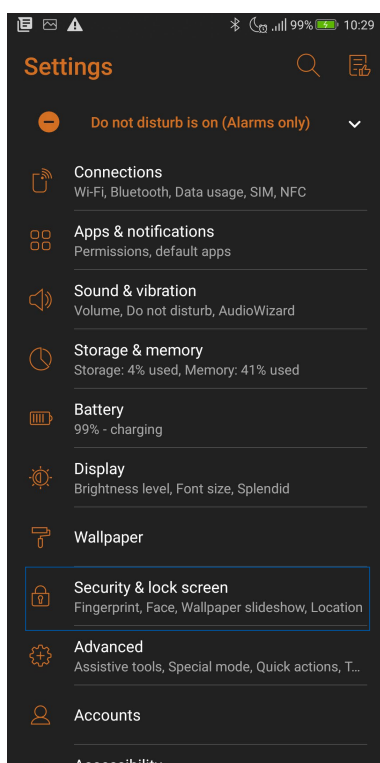 99% 10:29
Settings
Do not disturb is on (Alarms only)
Connections
Wi-Fi, Bluetooth, Data usage, SIM, NFC
Apps & notifications
Permissions, default apps
Sound & vibration
Volume, Do not disturb, AudioWizard
Storage & memory
Storage: 4% used, Memory: 41% used
Battery
99% - charging
Display
Brightness level, Font size, Splendid
Wallpaper
Security & lock screen
Fingerprint, Face, Wallpaper slideshow, Location
Advanced
Assistive tools, Special mode, Quick actions, T...
Accounts